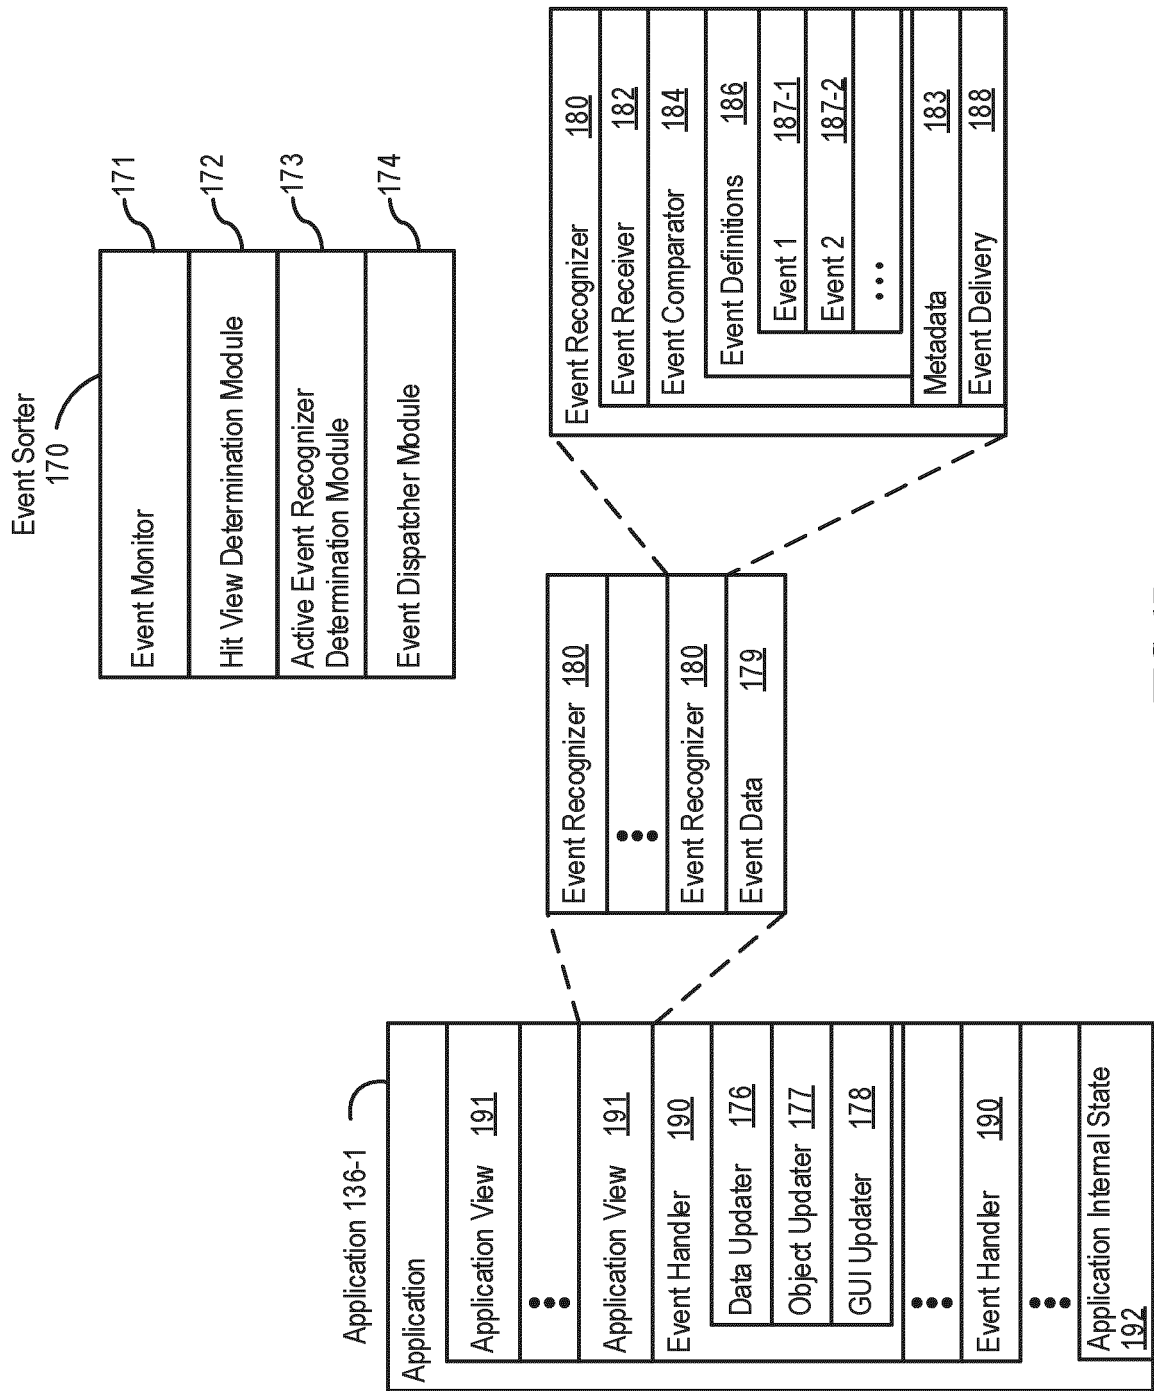 Event Sorter
170
Event Monitor
171
Hit View Determination Module
172
Active Event Recognizer
Determination Module
173
Event Dispatcher Module
174
Application 136-1
Application
Application View 191
•••
Application View 191
Event Handler 190
Data Updater 176
Object Updater 177
GUI Updater 178
•••
Event Handler 190
•••
Application Internal State
192
Event Recognizer 180
•••
Event Recognizer 180
Event Data 179
Event Recognizer 180
Event Receiver 182
Event Comparator 184
Event Definitions 186
Event 1 187-1
Event 2 187-2
•••
Metadata 183
Event Delivery 188